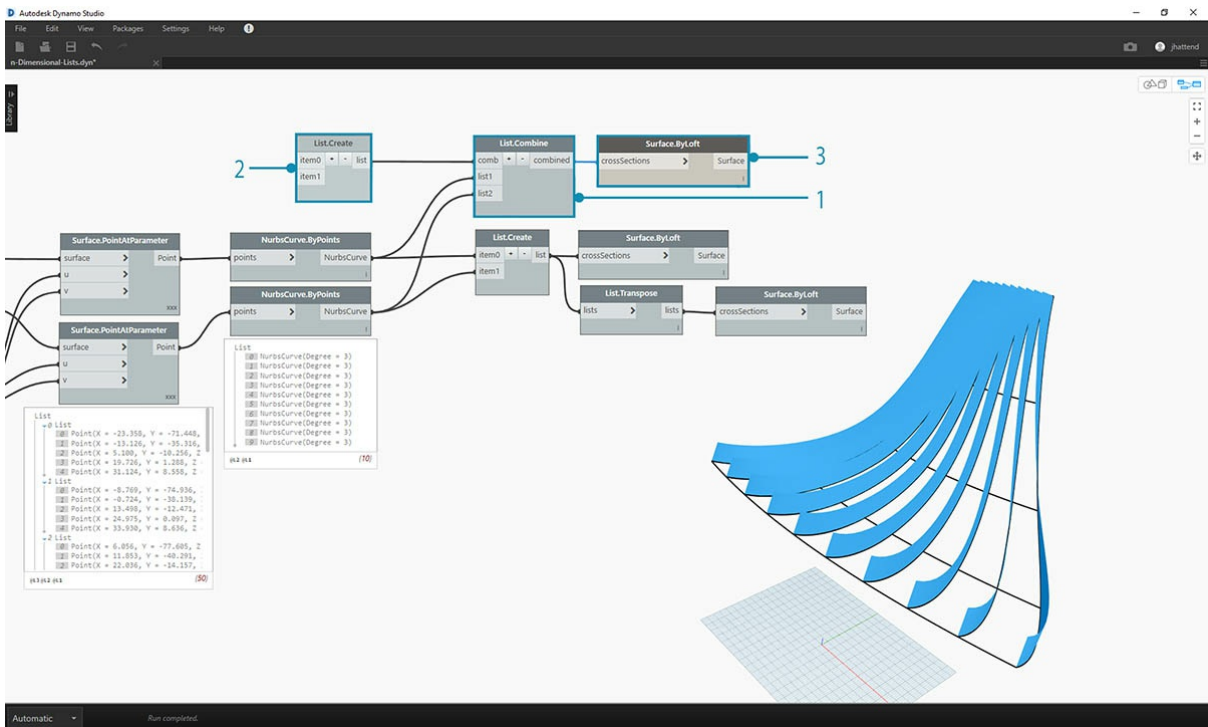 Autodesk Dynamo Studio
File Edit View Packages Settings Help
jhattend
n-Dimensional-Lists.dyn*
Library
List.Create
item0 + - list
item1
2
List.Combine
comb + - combined
list1
list2
Surface.ByLoft
crossSections > Surface
3
1
Surface.PointAtParameter
surface > Point
u >
v >
xxx
NurbsCurve.ByPoints
points > NurbsCurve
List.Create
item0 + - list
item1
Surface.ByLoft
crossSections > Surface
NurbsCurve.ByPoints
points > NurbsCurve
List.Transpose
lists > lists
Surface.ByLoft
crossSections > Surface
Surface.PointAtParameter
surface > Point
u >
v >
xxx
List
0 NurbsCurve(Degree = 3)
1 NurbsCurve(Degree = 3)
2 NurbsCurve(Degree = 3)
3 NurbsCurve(Degree = 3)
4 NurbsCurve(Degree = 3)
5 NurbsCurve(Degree = 3)
6 NurbsCurve(Degree = 3)
7 NurbsCurve(Degree = 3)
8 NurbsCurve(Degree = 3)
9 NurbsCurve(Degree = 3)
@L2 @L1 {10}
List
0 List
0 Point(X = -23.358, Y = -71.448,
1 Point(X = -13.126, Y = -35.316,
2 Point(X = 5.100, Y = -10.256, Z
3 Point(X = 19.726, Y = 1.288, Z
4 Point(X = 31.124, Y = 8.558, Z
1 List
0 Point(X = -8.769, Y = -74.936,
1 Point(X = -0.724, Y = -38.139,
2 Point(X = 13.498, Y = -12.471,
3 Point(X = 24.975, Y = 0.097, Z
4 Point(X = 33.930, Y = 8.636, Z
2 List
0 Point(X = 6.056, Y = -77.605, Z
1 Point(X = 11.853, Y = -40.291,
2 Point(X = 22.036, Y = -14.157,
@L3 @L2 @L1 {50}
Automatic
Run completed.